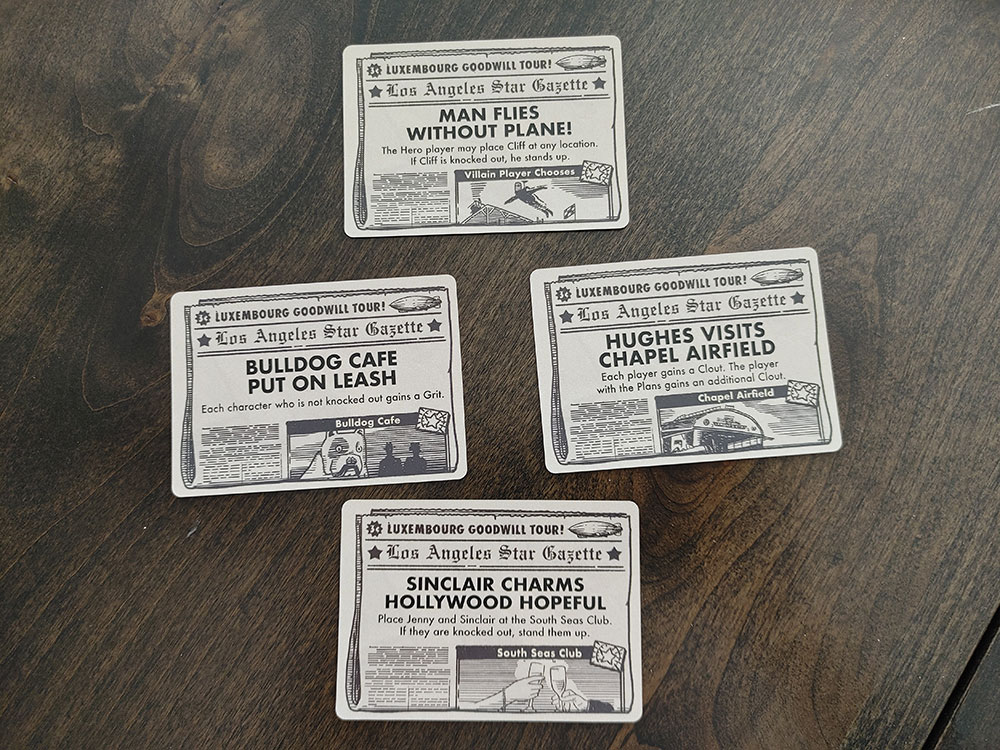 LUXEMBOURG GOODWILL TOUR!
Los Angeles Star Gazette
MAN FLIES
WITHOUT PLANE!
The Hero player may place Cliff at any location.
If Cliff is knocked out, he stands up.
Villain Player Chooses
LUXEMBOURG GOODWILL TOUR!
Los Angeles Star Gazette
BULLDOG CAFE
PUT ON LEASH
Each character who is not knocked out gains a Grit.
Bulldog Cafe
LUXEMBOURG GOODWILL TOUR!
Los Angeles Star Gazette
HUGHES VISITS
CHAPEL AIRFIELD
Each player gains a Clout. The player
with the Plans gains an additional Clout.
Chapel Airfield
LUXEMBOURG GOODWILL TOUR!
Los Angeles Star Gazette
SINCLAIR CHARMS
HOLLYWOOD HOPEFUL
Place Jenny and Sinclair at the South Seas Club.
If they are knocked out, stand them up.
South Seas Club